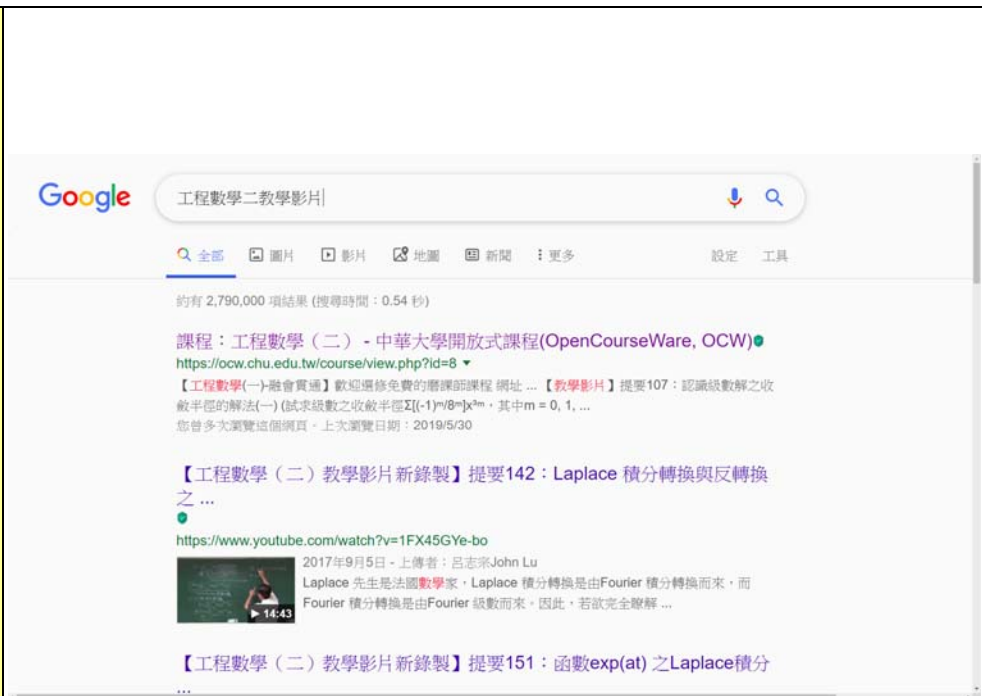 Google
工程數學二教學影片
全部 圖片 影片 地圖 新聞 更多 設定 工具
約有 2,790,000 項結果 (搜尋時間:0.54 秒)
課程:工程數學(二) - 中華大學開放式課程(OpenCourseWare, OCW)
https://ocw.chu.edu.tw/course/view.php?id=8
【工程數學(一)-融會貫通】歡迎選修免費的磨課師課程 網址 ... 【教學影片】提要107:認識級數解之收
斂半徑的解法(一) (試求級數之收斂半徑Σ[(-1)ᵐ/8ᵐ]x³ᵐ,其中m = 0, 1, ...
您曾多次瀏覽這個網頁。上次瀏覽日期:2019/5/30
【工程數學(二)教學影片新錄製】提要142:Laplace 積分轉換與反轉換
之 ...
https://www.youtube.com/watch?v=1FX45GYe-bo
2017年9月5日 - 上傳者:呂志宗John Lu
Laplace 先生是法國數學家,Laplace 積分轉換是由Fourier 積分轉換而來,而
Fourier 積分轉換是由Fourier 級數而來。因此,若欲完全瞭解 ...
14:43
【工程數學(二)教學影片新錄製】提要151:函數exp(at) 之Laplace積分
...